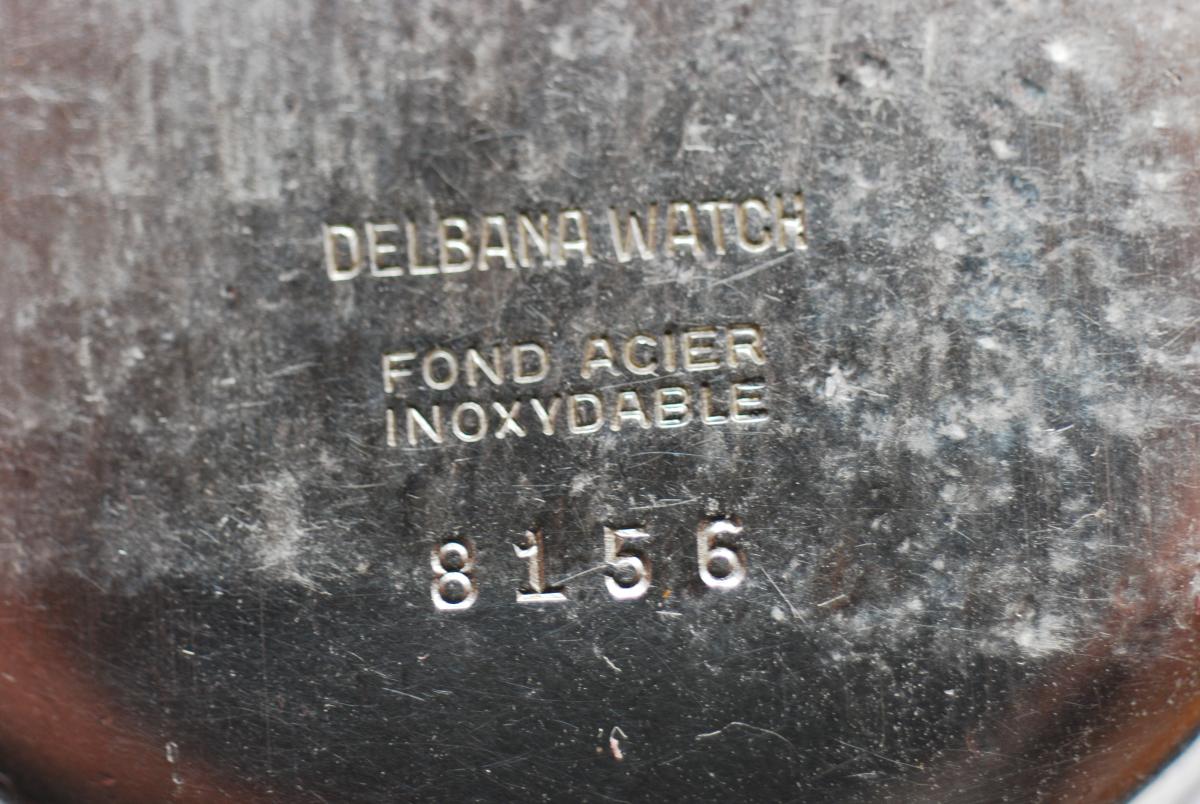 DELBANA WATCH
FOND ACIER
INOXYDABLE
8156